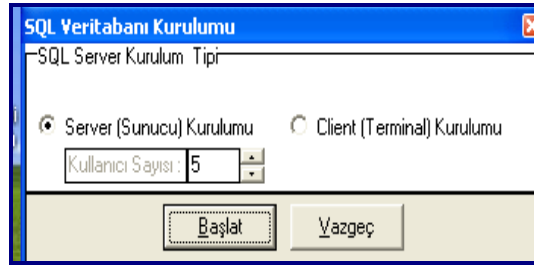 SQL Veritabanı Kurulumu
SQL Server Kurulum Tipi
Server (Sunucu) Kurulumu Client (Terminal) Kurulumu
Kullanıcı Sayısı : 5
Başlat Vazgeç